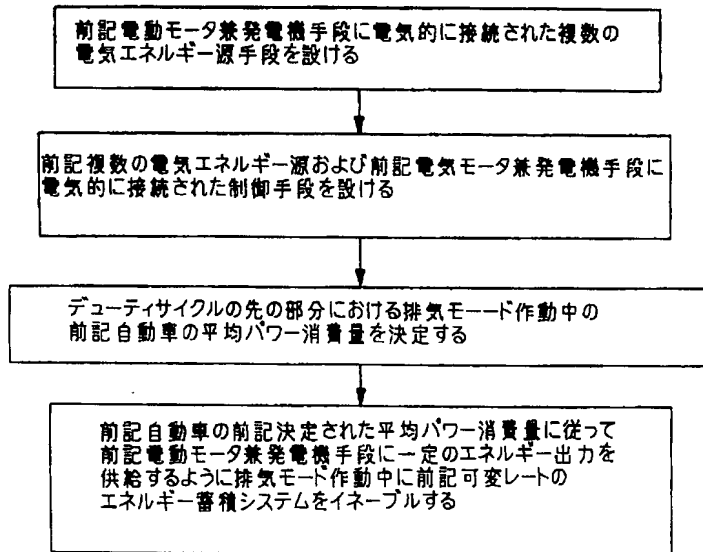 前記電動モータ兼発電機手段に電気的に接続された複数の
電気エネルギー源手段を設ける
前記複数の電気エネルギー源および前記電気モータ兼発電機手段に
電気的に接続された制御手段を設ける
デューティサイクルの先の部分における排気モーード作動中の
前記自動車の平均パワー消費量を決定する
前記自動車の前記決定された平均パワー消費量に従って
前記電動モータ兼発電機手段に一定のエネルギー出力を
供給するように排気モード作動中に前記可変レートの
エネルギー蓄積システムをイネーブルする